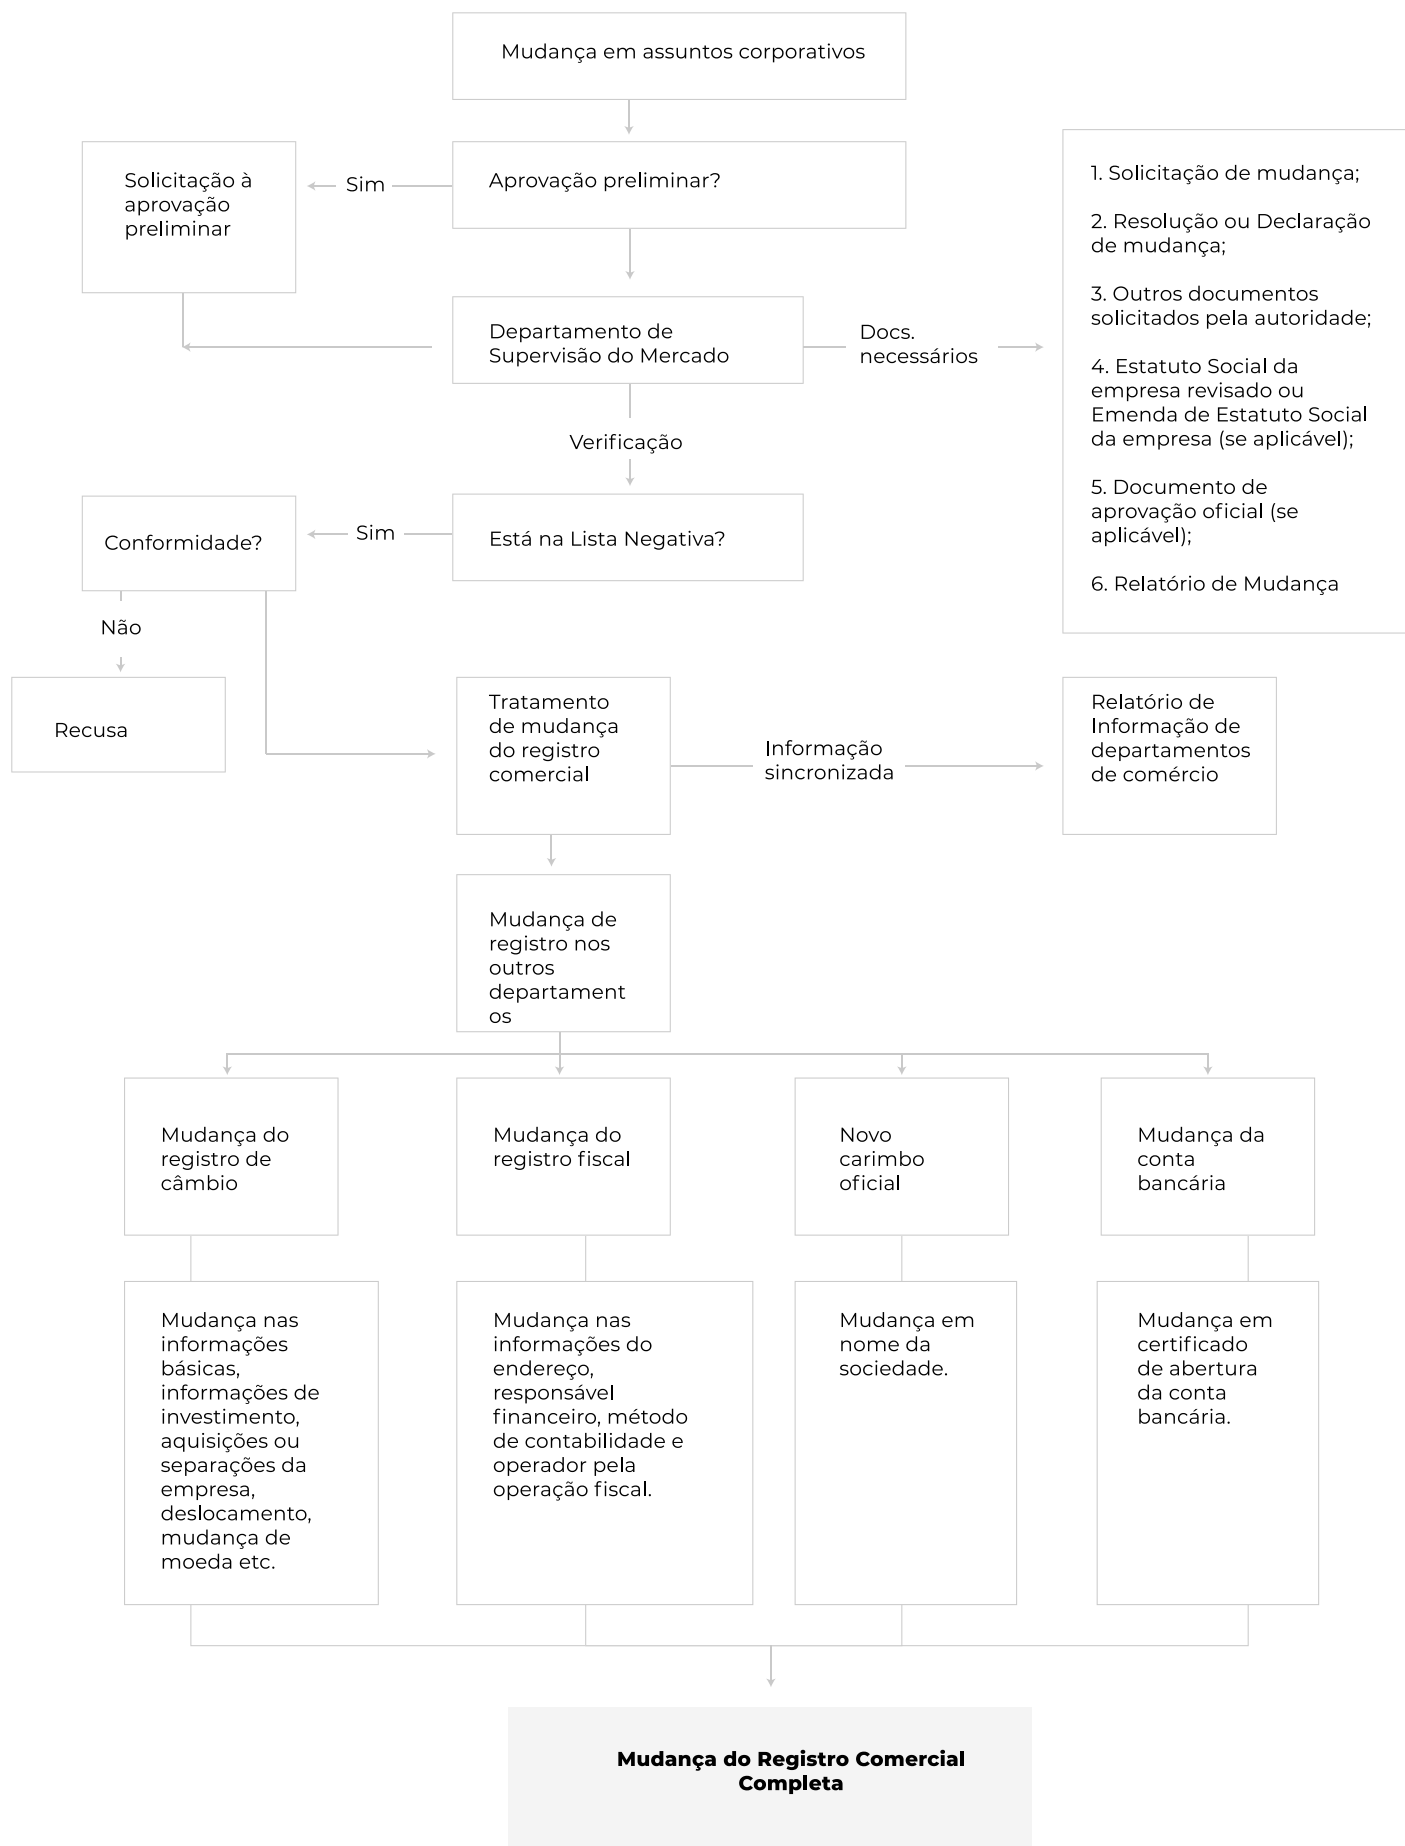 Mudança em assuntos corporativos
Solicitação à
aprovação
preliminar
Sim
Aprovação preliminar?
1. Solicitação de mudança;
2. Resolução ou Declaração
de mudança;
3. Outros documentos
solicitados pela autoridade;
4. Estatuto Social da
empresa revisado ou
Emenda de Estatuto Social
da empresa (se aplicável);
5. Documento de
aprovação oficial (se
aplicável);
6. Relatório de Mudança
Departamento de
Supervisão do Mercado
Docs.
necessários
Verificação
Conformidade?
Sim
Está na Lista Negativa?
Não
Recusa
Tratamento
de mudança
do registro
comercial
Informação
sincronizada
Relatório de
Informação de
departamentos
de comércio
Mudança de
registro nos
outros
departament
os
Mudança do
registro de
câmbio
Mudança do
registro fiscal
Novo
carimbo
oficial
Mudança da
conta
bancária
Mudança nas
informações
básicas,
informações de
investimento,
aquisições ou
separações da
empresa,
deslocamento,
mudança de
moeda etc.
Mudança nas
informações do
endereço,
responsável
financeiro, método
de contabilidade e
operador pela
operação fiscal.
Mudança em
nome da
sociedade.
Mudança em
certificado
de abertura
da conta
bancária.
Mudança do Registro Comercial
Completa